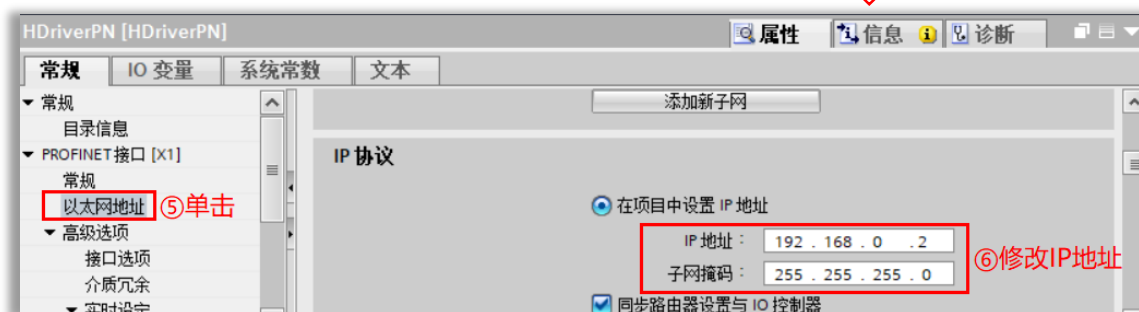 HDriverPN [HDriverPN]
属性 信息 诊断
常规 IO 变量 系统常数 文本
常规
目录信息
PROFINET接口 [X1]
常规
以太网地址 ⑤单击
高级选项
接口选项
介质冗余
实时设定
添加新子网
IP 协议
在项目中设置 IP 地址
IP 地址： 192 . 168 . 0 . 2
子网掩码： 255 . 255 . 255 . 0
⑥修改IP地址
同步路由器设置与 IO 控制器